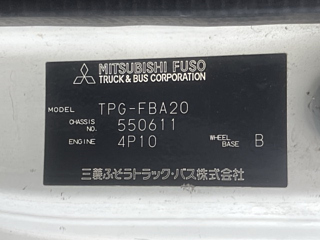 MITSUBISHI FUSO
TRUCK & BUS CORPORATION
MODEL TPG-FBA20
CHASSIS NO. 550611
ENGINE 4P10 WHEEL BASE B
三菱ふそうトラック・バス株式会社